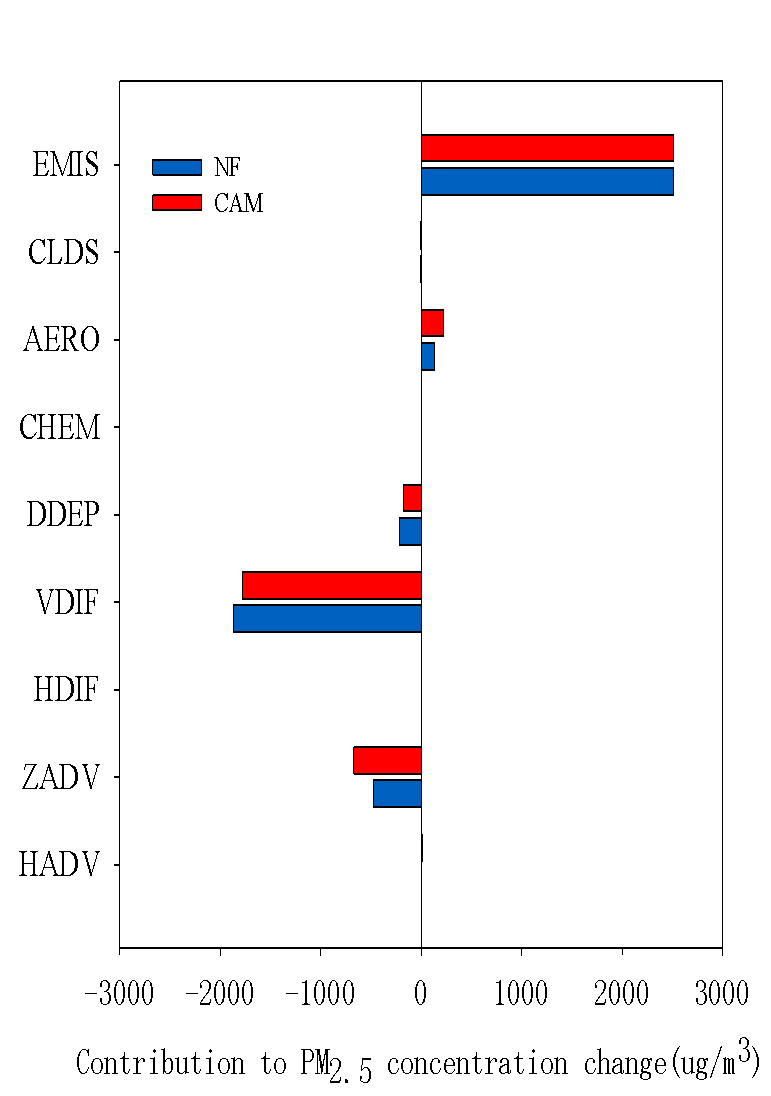 EMIS
NF
CAM
CLDS
AERO
CHEM
DDEP
VDIF
HDIF
ZADV
HADV
-3000 -2000 -1000 0 1000 2000 3000
Contribution to PM2.5 concentration change(ug/m3)